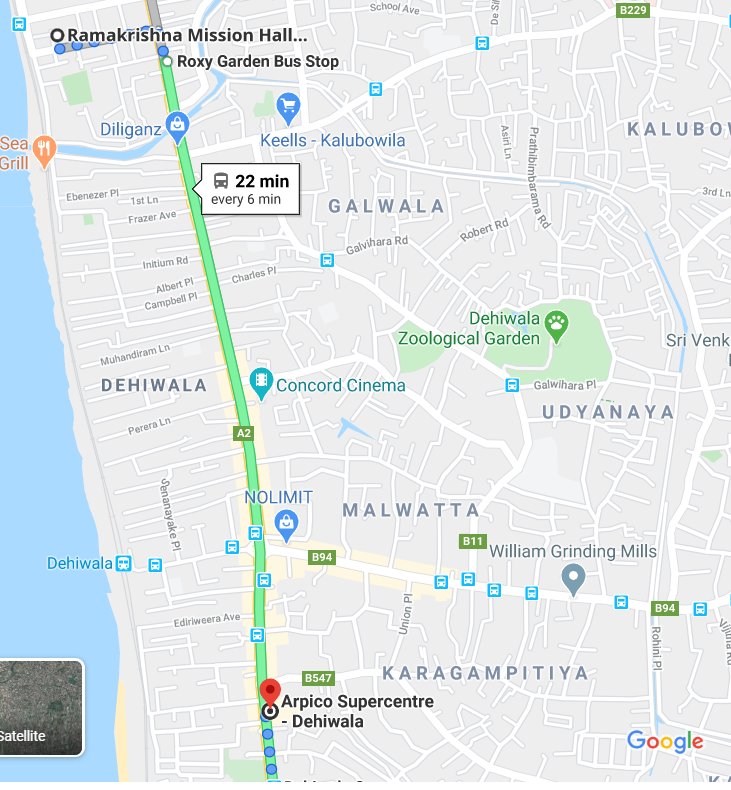 School Ave
B229
Ramakrishna Mission Hall...
Roxy Garden Bus Stop
Diliganz
Keells - Kalubowila
KALUBOW
Sea
Grill
Asiri Ln
Prathibimbarama Rd
22 min
every 6 min
3rd Ln
Ebenezer Pl
1st Ln
Frazer Ave
GALWALA
Robert Rd
Galvihara Rd
Initium Rd
Charles Pl
Albert Pl
Campbell Pl
Dehiwala
Zoological Garden
Sri Venk
Muhandiram Ln
DEHIWALA
Concord Cinema
Galwihara Pl
UDYANAYA
Perera Ln
A2
NOLIMIT
MALWATTA
Senanayake Pl
B11
William Grinding Mills
B94
Dehiwala
B94
Union Pl
Ediriweera Ave
Rohini Pl
Vijitha Rd
B547
KARAGAMPITIYA
Arpico Supercentre
- Dehiwala
Satellite
Google